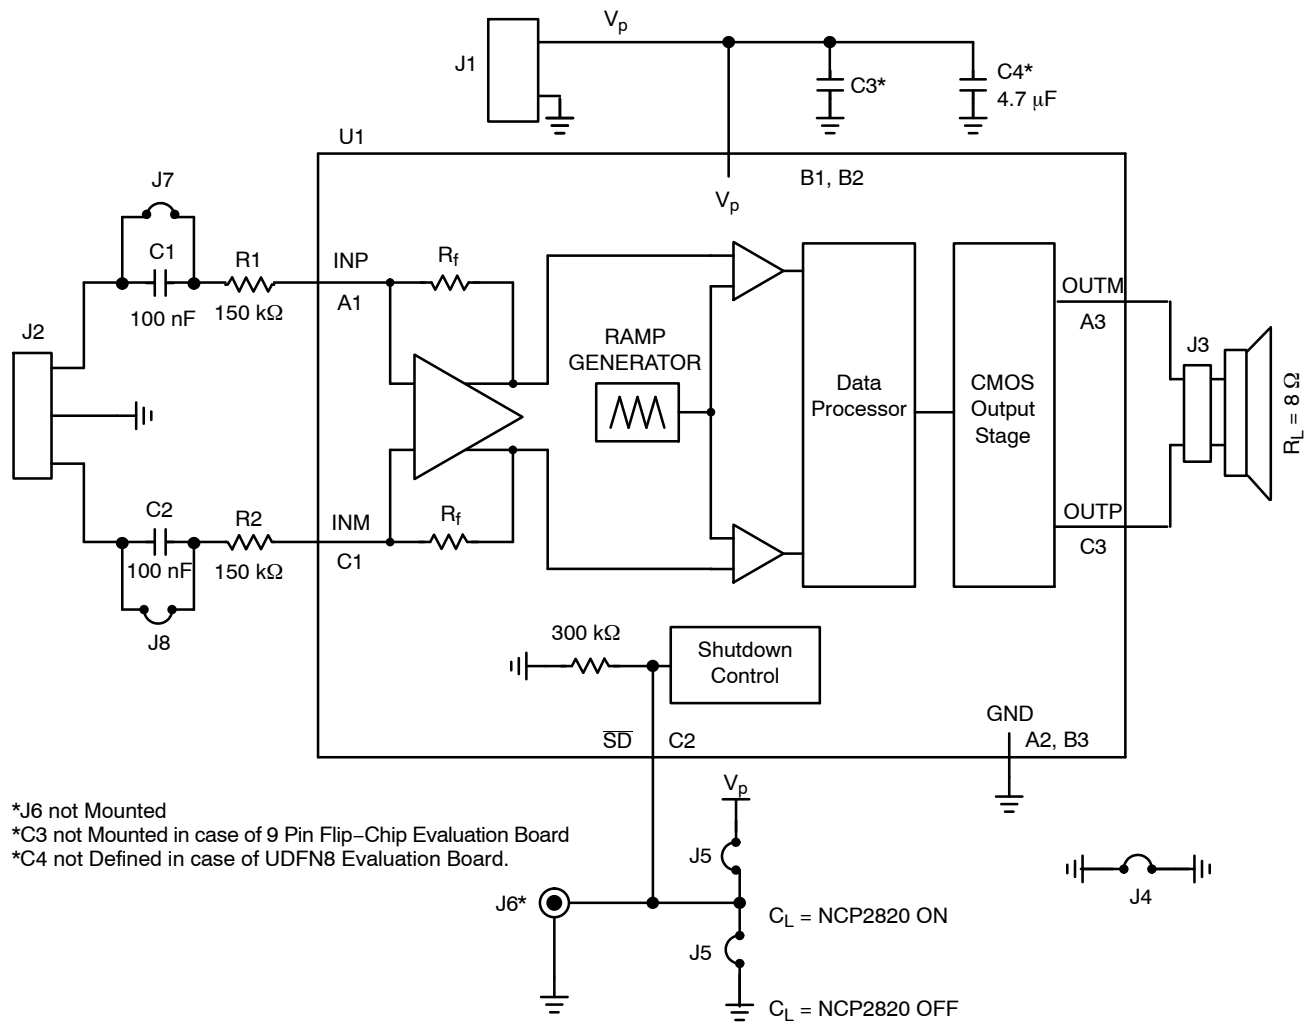 Vp
J1
C3*
C4*
4.7 μF
U1
B1, B2
Vp
J7
C1
100 nF
R1
150 kΩ
INP
A1
Rf
J2
RAMP
GENERATOR
Data
Processor
CMOS
Output
Stage
OUTM
A3
J3
RL = 8 Ω
OUTP
C3
C2
100 nF
R2
150 kΩ
INM
C1
Rf
J8
300 kΩ
Shutdown
Control
SD
C2
GND
A2, B3
*J6 not Mounted
*C3 not Mounted in case of 9 Pin Flip−Chip Evaluation Board
*C4 not Defined in case of UDFN8 Evaluation Board.
Vp
J5
J6*
CL = NCP2820 ON
J5
CL = NCP2820 OFF
J4